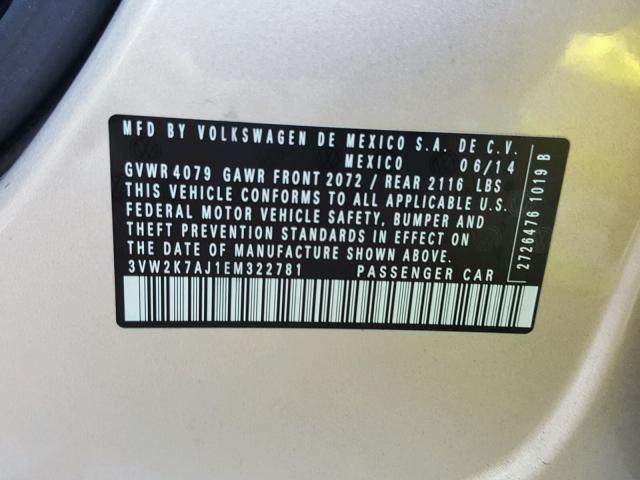 MFD BY VOLKSWAGEN DE MEXICO S.A. DE C.V.
MEXICO 06/14
GVWR 4079 GAWR FRONT 2072 / REAR 2116 LBS
THIS VEHICLE CONFORMS TO ALL APPLICABLE U.S.
FEDERAL MOTOR VEHICLE SAFETY, BUMPER AND
THEFT PREVENTION STANDARDS IN EFFECT ON
THE DATE OF MANUFACTURE SHOWN ABOVE.
3VW2K7AJ1EM322781 PASSENGER CAR
2726476 1019 B